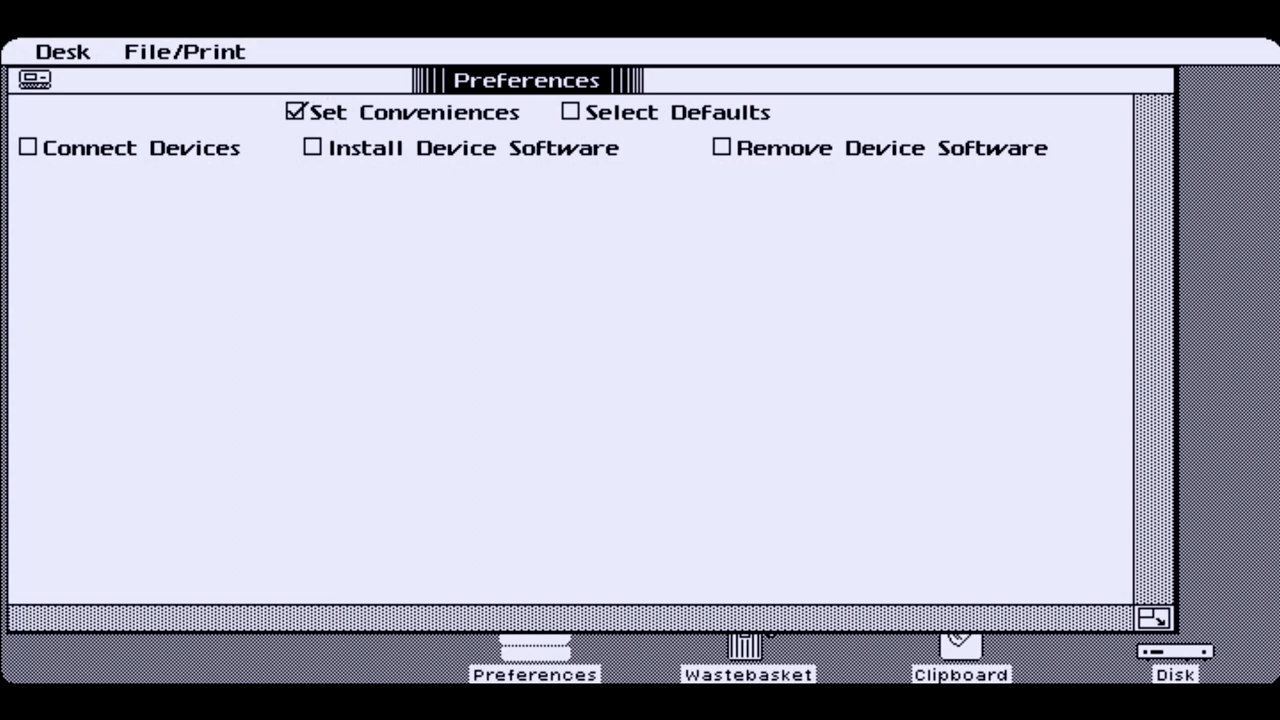 Desk File/Print
Preferences
Set Conveniences Select Defaults
Connect Devices Install Device Software Remove Device Software
Preferences Wastebasket Clipboard Disk